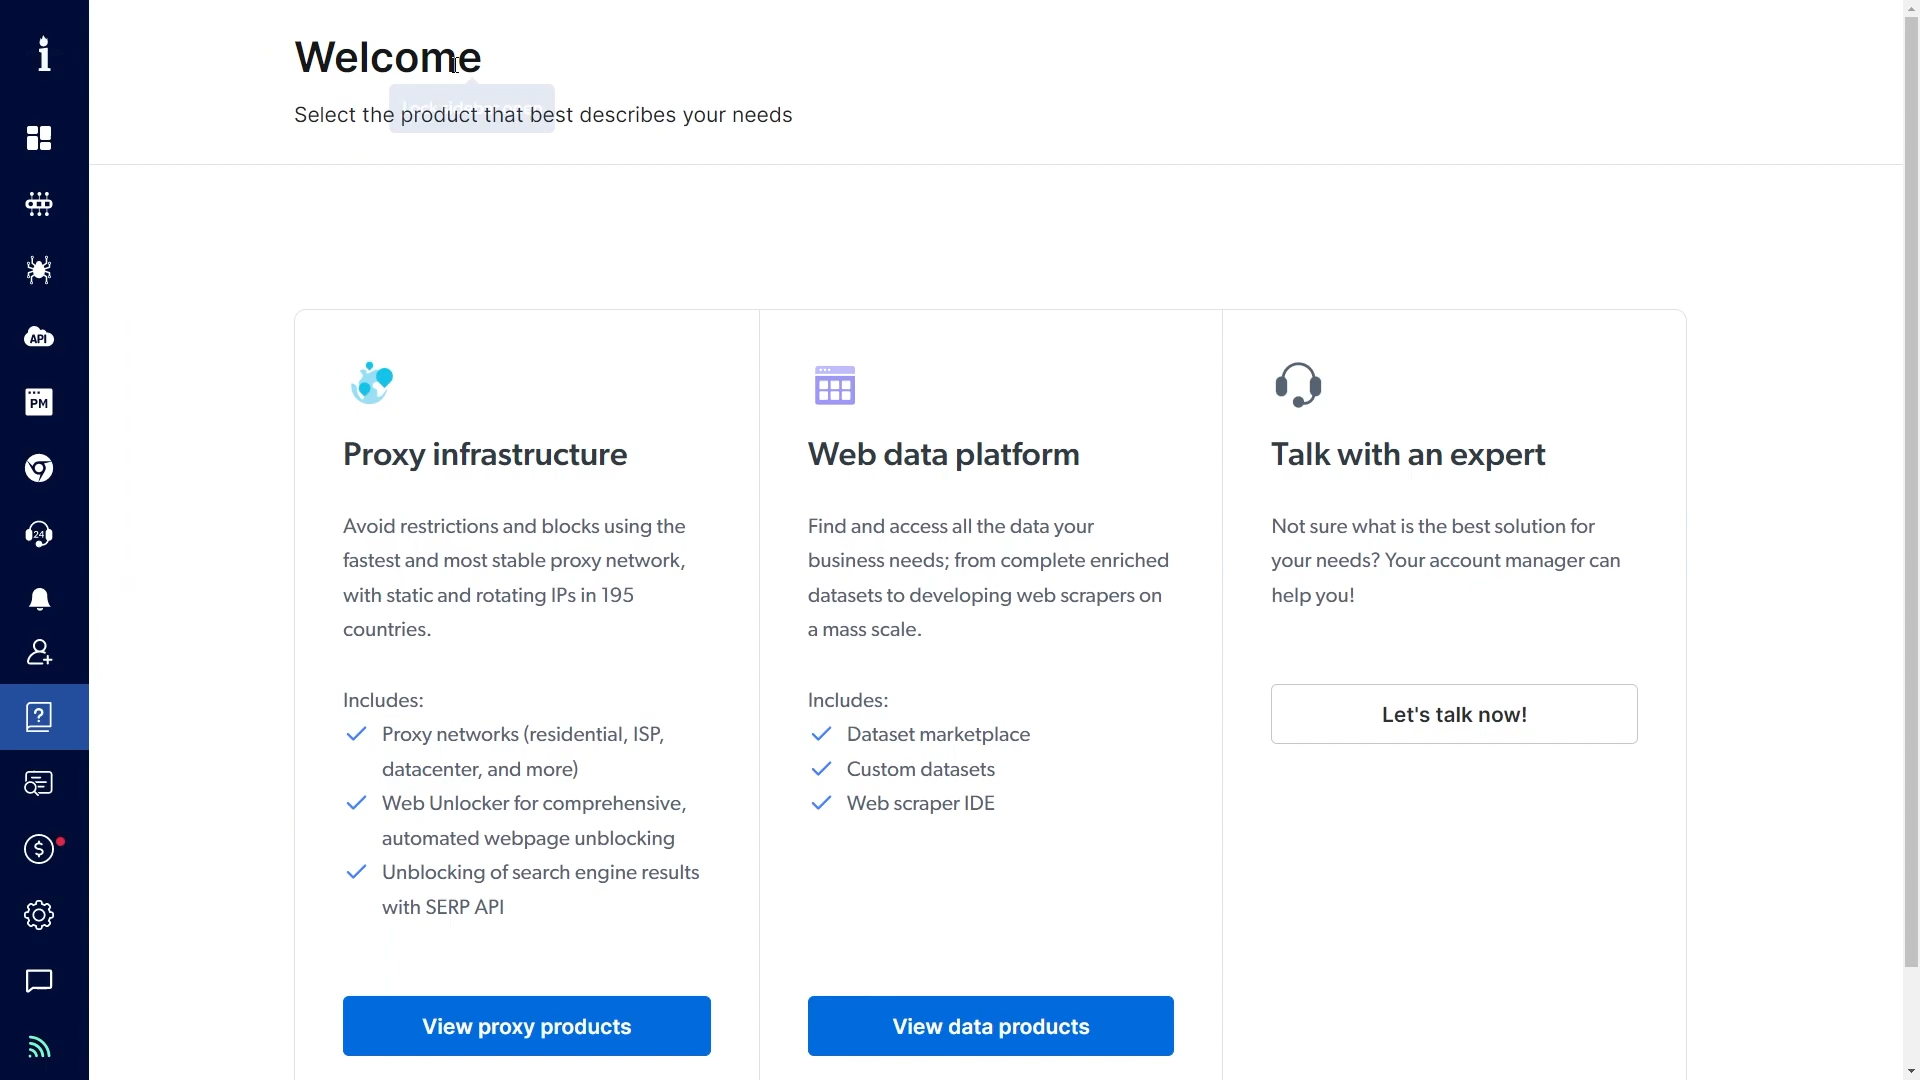 i
Welcome
Select the product that best describes your needs
API
PM
24
?
$
Proxy infrastructure
Avoid restrictions and blocks using the
fastest and most stable proxy network,
with static and rotating IPs in 195
countries.
Includes:
Proxy networks (residential, ISP,
datacenter, and more)
Web Unlocker for comprehensive,
automated webpage unblocking
Unblocking of search engine results
with SERP API
View proxy products
Web data platform
Find and access all the data your
business needs; from complete enriched
datasets to developing web scrapers on
a mass scale.
Includes:
Dataset marketplace
Custom datasets
Web scraper IDE
View data products
Talk with an expert
Not sure what is the best solution for
your needs? Your account manager can
help you!
Let's talk now!